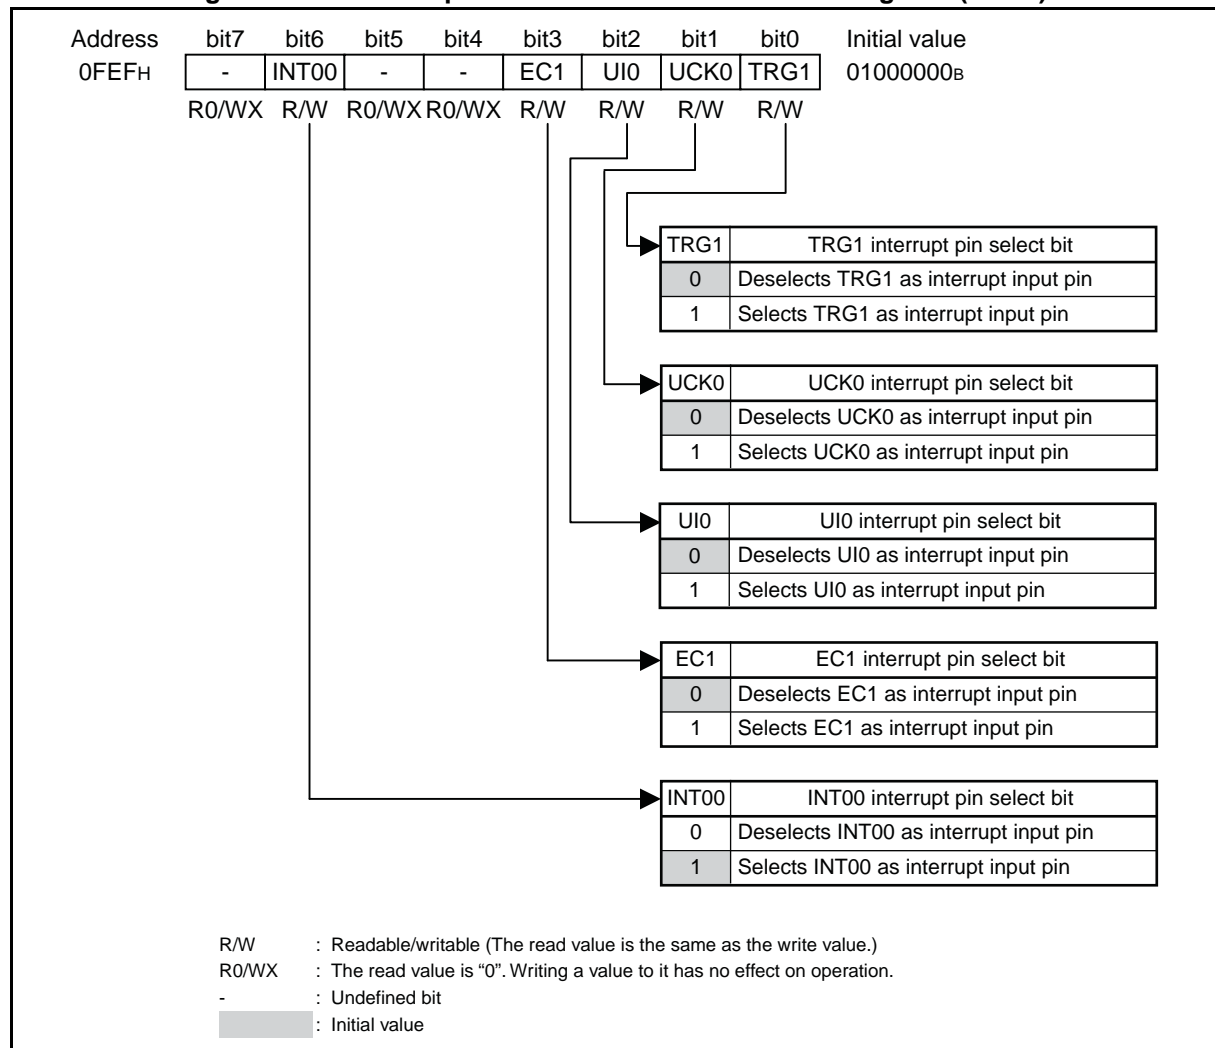 Address bit7 bit6 bit5 bit4 bit3 bit2 bit1 bit0 Initial value
0FEFH - INT00 - - EC1 UI0 UCK0 TRG1 01000000B
R0/WX R/W R0/WX R0/WX R/W R/W R/W R/W
TRG1 TRG1 interrupt pin select bit
0 Deselects TRG1 as interrupt input pin
1 Selects TRG1 as interrupt input pin
UCK0 UCK0 interrupt pin select bit
0 Deselects UCK0 as interrupt input pin
1 Selects UCK0 as interrupt input pin
UI0 UI0 interrupt pin select bit
0 Deselects UI0 as interrupt input pin
1 Selects UI0 as interrupt input pin
EC1 EC1 interrupt pin select bit
0 Deselects EC1 as interrupt input pin
1 Selects EC1 as interrupt input pin
INT00 INT00 interrupt pin select bit
0 Deselects INT00 as interrupt input pin
1 Selects INT00 as interrupt input pin
R/W : Readable/writable (The read value is the same as the write value.)
R0/WX : The read value is “0”. Writing a value to it has no effect on operation.
- : Undefined bit
: Initial value